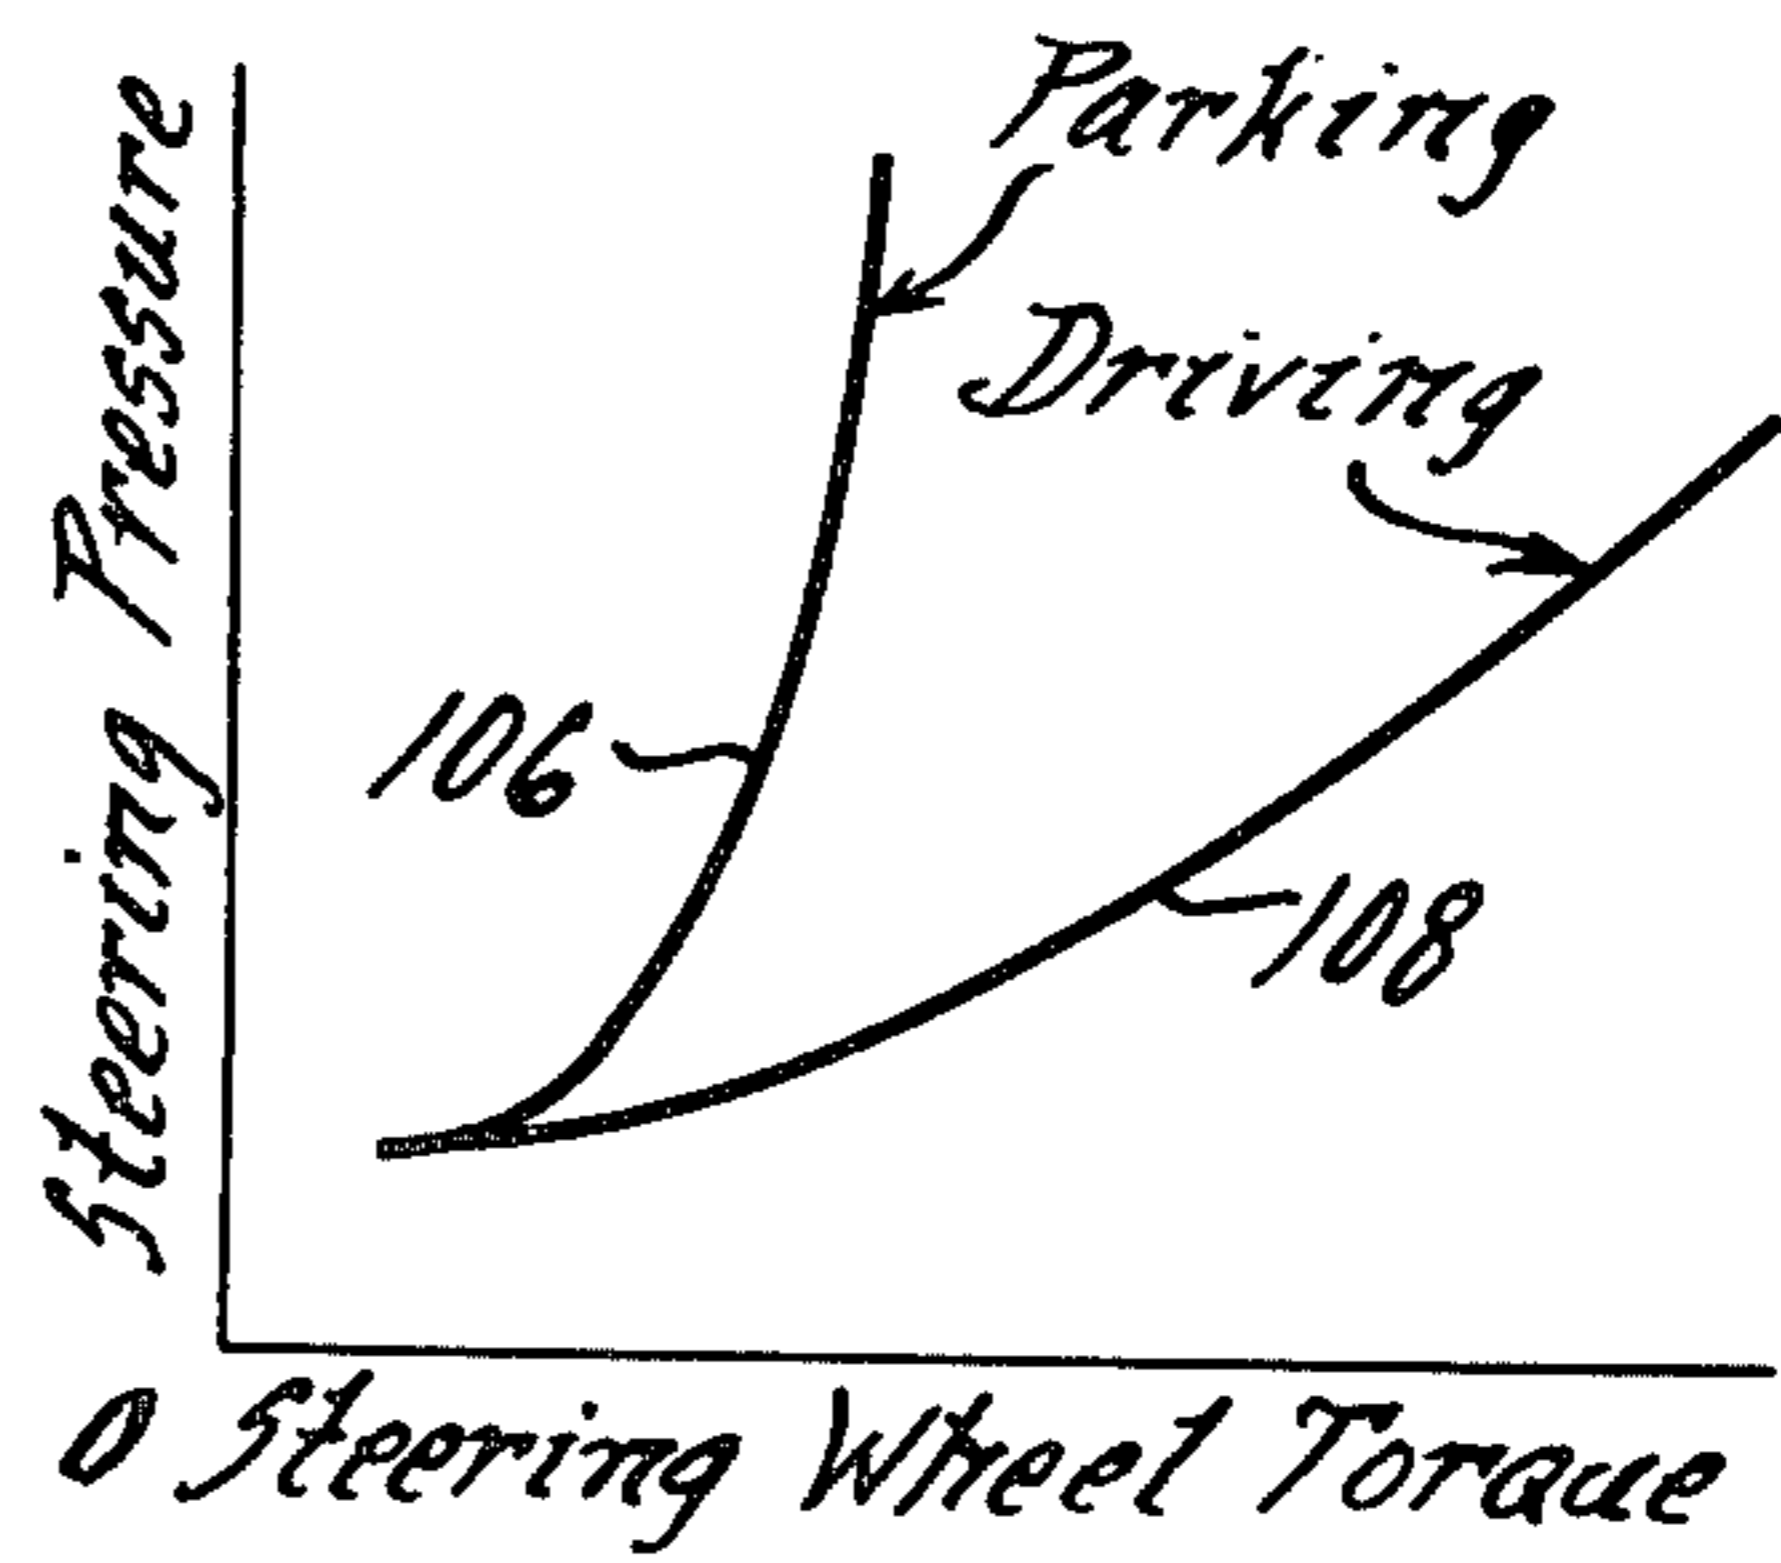 Parking
Driving
Steering Pressure
106
108
0 Steering Wheel Torque